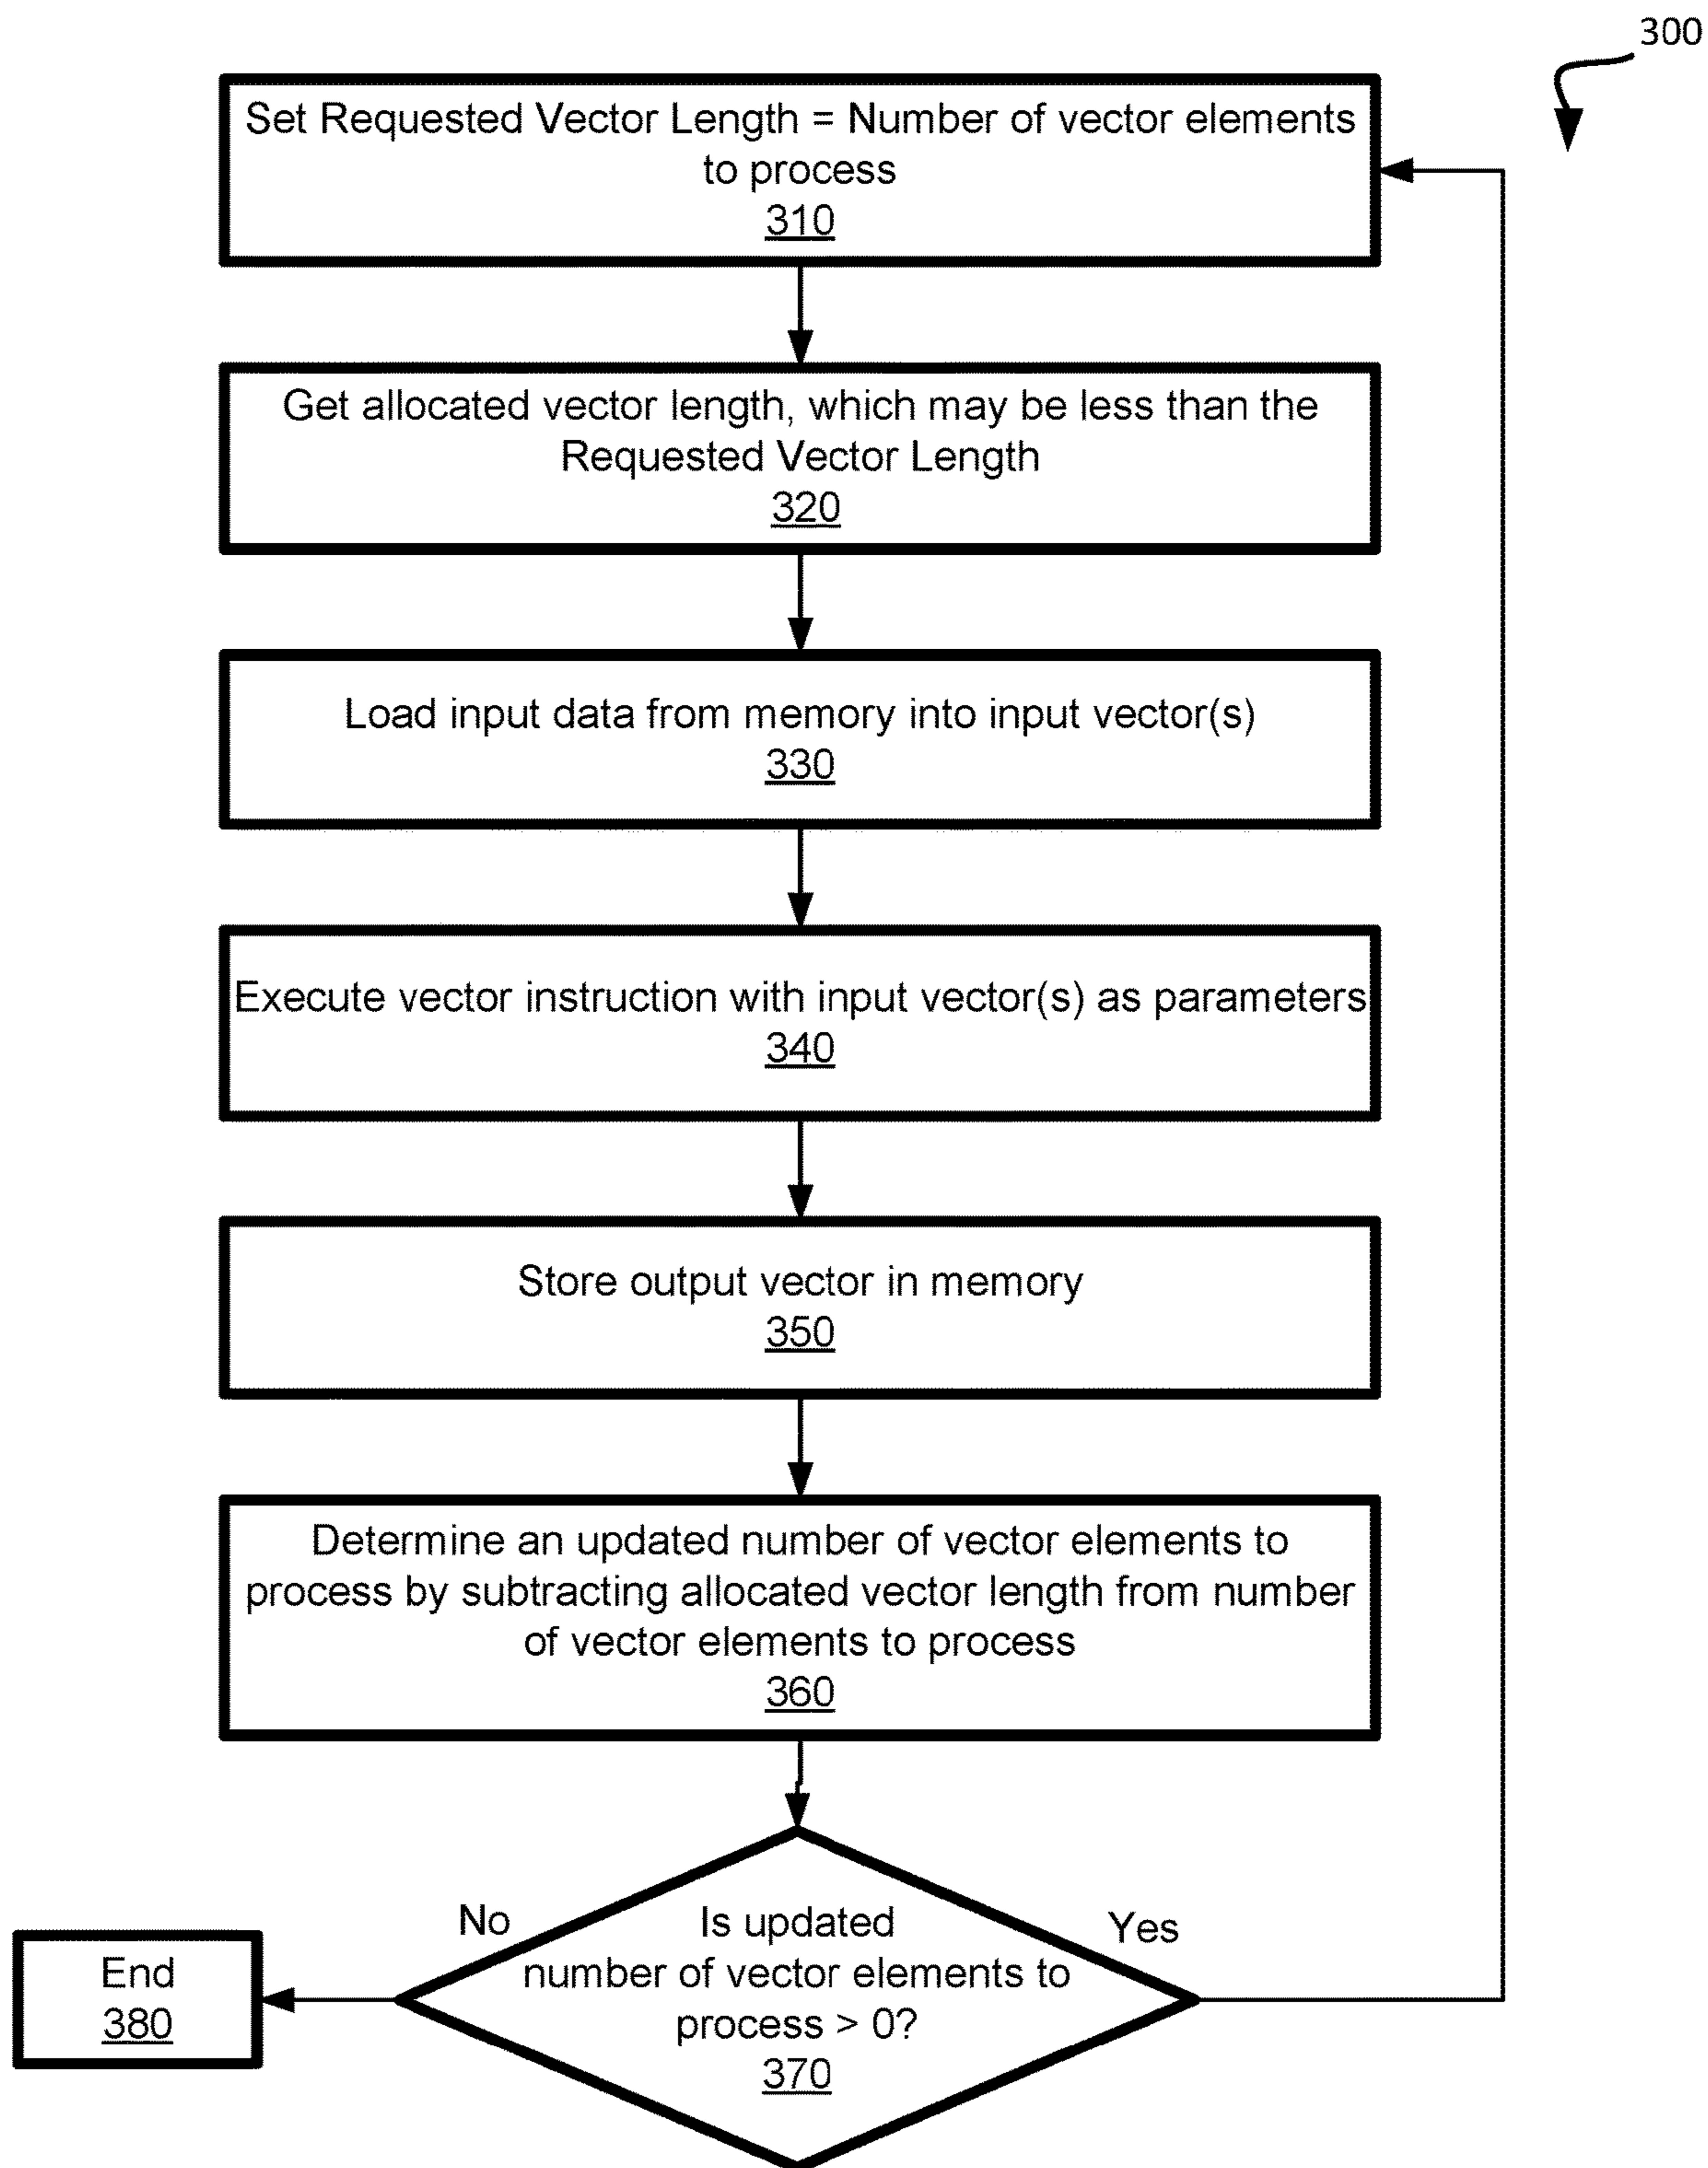 300
Set Requested Vector Length = Number of vector elements
to process
310
Get allocated vector length, which may be less than the
Requested Vector Length
320
Load input data from memory into input vector(s)
330
Execute vector instruction with input vector(s) as parameters
340
Store output vector in memory
350
Determine an updated number of vector elements to
process by subtracting allocated vector length from number
of vector elements to process
360
No
Yes
Is updated
number of vector elements to
process > 0?
370
End
380